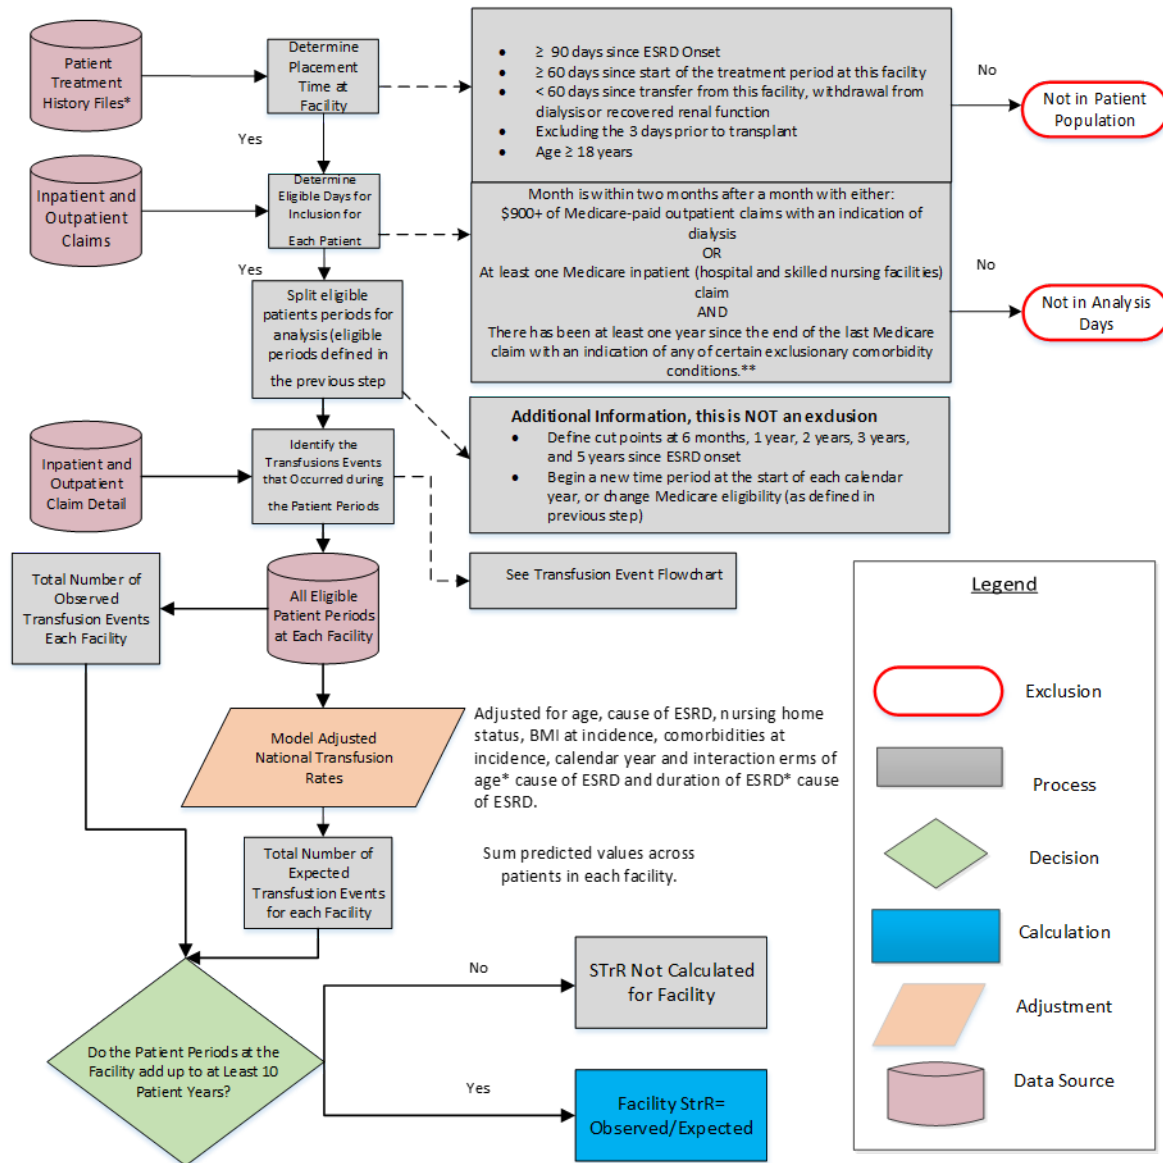 Patient
Treatment
History Files*
Determine
Placement
Time at
Facility
≥ 90 days since ESRD Onset
≥ 60 days since start of the treatment period at this facility
< 60 days since transfer from this facility, withdrawal from
dialysis or recovered renal function
Excluding the 3 days prior to transplant
Age ≥ 18 years
No
Not in Patient
Population
Yes
Inpatient and
Outpatient
Claims
Determine
Eligible Days for
Inclusion for
Each Patient
Month is within two months after a month with either:
$900+ of Medicare-paid outpatient claims with an indication of
dialysis
OR
At least one Medicare inpatient (hospital and skilled nursing facilities)
claim
AND
There has been at least one year since the end of the last Medicare
claim with an indication of any of certain exclusionary comorbidity
conditions.**
No
Not in Analysis
Days
Yes
Split eligible
patients periods for
analysis (eligible
periods defined in
the previous step
Additional Information, this is NOT an exclusion
Define cut points at 6 months, 1 year, 2 years, 3 years,
and 5 years since ESRD onset
Begin a new time period at the start of each calendar
year, or change Medicare eligibility (as defined in
previous step)
Inpatient and
Outpatient
Claim Detail
Identify the
Transfusions Events
that Occurred during
the Patient Periods
See Transfusion Event Flowchart
Total Number of
Observed
Transfusion Events
Each Facility
All Eligible
Patient Periods
at Each Facility
Model Adjusted
National Transfusion
Rates
Adjusted for age, cause of ESRD, nursing home
status, BMI at incidence, comorbidities at
incidence, calendar year and interaction erms of
age* cause of ESRD and duration of ESRD* cause
of ESRD.
Total Number of
Expected
Transfustion Events
for each Facility
Sum predicted values across
patients in each facility.
Do the Patient Periods at the
Facility add up to at Least 10
Patient Years?
No
STrR Not Calculated
for Facility
Yes
Facility StrR=
Observed/Expected
Legend
Exclusion
Process
Decision
Calculation
Adjustment
Data Source